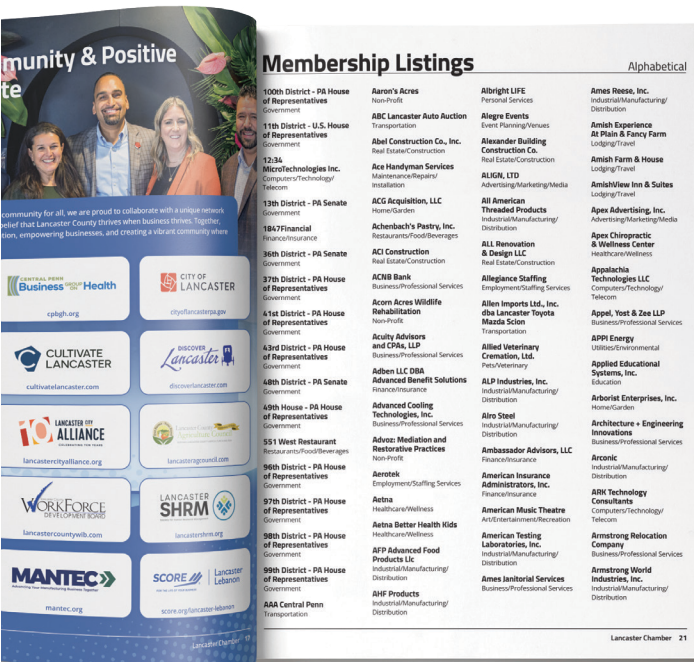 munity & Positive
te
community for all, we are proud to collaborate with a unique network
belief that Lancaster County thrives when business thrives. Together,
tion, empowering businesses, and creating a vibrant community where
CENTRAL PENN
Business GROUP ON Health
cpbgh.org
CITY OF
LANCASTER
cityoflancasterpa.gov
CULTIVATE
LANCASTER
cultivatelancaster.com
DISCOVER
Lancaster
discoverlancaster.com
LANCASTER CITY
ALLIANCE
lancastercityalliance.org
Agriculture Council
lancasteragcouncil.com
WORKFORCE
DEVELOPMENT BOARD
lancastercountywib.com
LANCASTER
SHRM
lancastershrm.org
MANTEC
Advancing Your Manufacturing Business Together
mantec.org
SCORE
Lancaster
Lebanon
score.org/lancaster-lebanon
Lancaster Chamber
Membership Listings
Alphabetical
100th District - PA House
of Representatives
Government
11th District - U.S. House
of Representatives
Government
12:34
MicroTechnologies Inc.
Computers/Technology/
Telecom
13th District - PA Senate
Government
1847Financial
Finance/Insurance
36th District - PA Senate
Government
37th District - PA House
of Representatives
Government
41st District - PA House
of Representatives
Government
43rd District - PA House
of Representatives
Government
48th District - PA Senate
Government
49th House - PA House
of Representatives
Government
551 West Restaurant
Restaurants/Food/Beverages
96th District - PA House
of Representatives
Government
97th District - PA House
of Representatives
Government
98th District - PA House
of Representatives
Government
99th District - PA House
of Representatives
Government
AAA Central Penn
Transportation
Aaron's Acres
Non-Profit
ABC Lancaster Auto Auction
Transportation
Abel Construction Co., Inc.
Real Estate/Construction
Ace Handyman Services
Maintenance/Repairs/
Installation
ACG Acquisition, LLC
Home/Garden
Achenbach's Pastry, Inc.
Restaurants/Food/Beverages
ACI Construction
Real Estate/Construction
ACNB Bank
Business/Professional Services
Acorn Acres Wildlife
Rehabilitation
Non-Profit
Acuity Advisors
and CPAs, LLP
Business/Professional Services
Adben LLC DBA
Advanced Benefit Solutions
Finance/Insurance
Advanced Cooling
Technologies, Inc.
Business/Professional Services
Advoz: Mediation and
Restorative Practices
Non-Profit
Aerotek
Employment/Staffing Services
Aetna
Healthcare/Wellness
Aetna Better Health Kids
Healthcare/Wellness
AFP Advanced Food
Products Llc
Industrial/Manufacturing/
Distribution
AHF Products
Industrial/Manufacturing/
Distribution
Albright LIFE
Personal Services
Alegre Events
Event Planning/Venues
Alexander Building
Construction Co.
Real Estate/Construction
ALIGN, LTD
Advertising/Marketing/Media
All American
Threaded Products
Industrial/Manufacturing/
Distribution
ALL Renovation
& Design LLC
Real Estate/Construction
Allegiance Staffing
Employment/Staffing Services
Allen Imports Ltd., Inc.
dba Lancaster Toyota
Mazda Scion
Transportation
Allied Veterinary
Cremation, Ltd.
Pets/Veterinary
ALP Industries, Inc.
Industrial/Manufacturing/
Distribution
Alro Steel
Industrial/Manufacturing/
Distribution
Ambassador Advisors, LLC
Finance/Insurance
American Insurance
Administrators, Inc.
Finance/Insurance
American Music Theatre
Art/Entertainment/Recreation
American Testing
Laboratories, Inc.
Industrial/Manufacturing/
Distribution
Ames Janitorial Services
Business/Professional Services
Ames Reese, Inc.
Industrial/Manufacturing/
Distribution
Amish Experience
At Plain & Fancy Farm
Lodging/Travel
Amish Farm & House
Lodging/Travel
AmishView Inn & Suites
Lodging/Travel
Apex Advertising, Inc.
Advertising/Marketing/Media
Apex Chiropractic
& Wellness Center
Healthcare/Wellness
Appalachia
Technologies LLC
Computers/Technology/
Telecom
Appel, Yost & Zee LLP
Business/Professional Services
APPI Energy
Utilities/Environmental
Applied Educational
Systems, Inc.
Education
Arborist Enterprises, Inc.
Home/Garden
Architecture + Engineering
Innovations
Business/Professional Services
Arconic
Industrial/Manufacturing/
Distribution
ARK Technology
Consultants
Computers/Technology/
Telecom
Armstrong Relocation
Company
Business/Professional Services
Armstrong World
Industries, Inc.
Industrial/Manufacturing/
Distribution
Lancaster Chamber 21